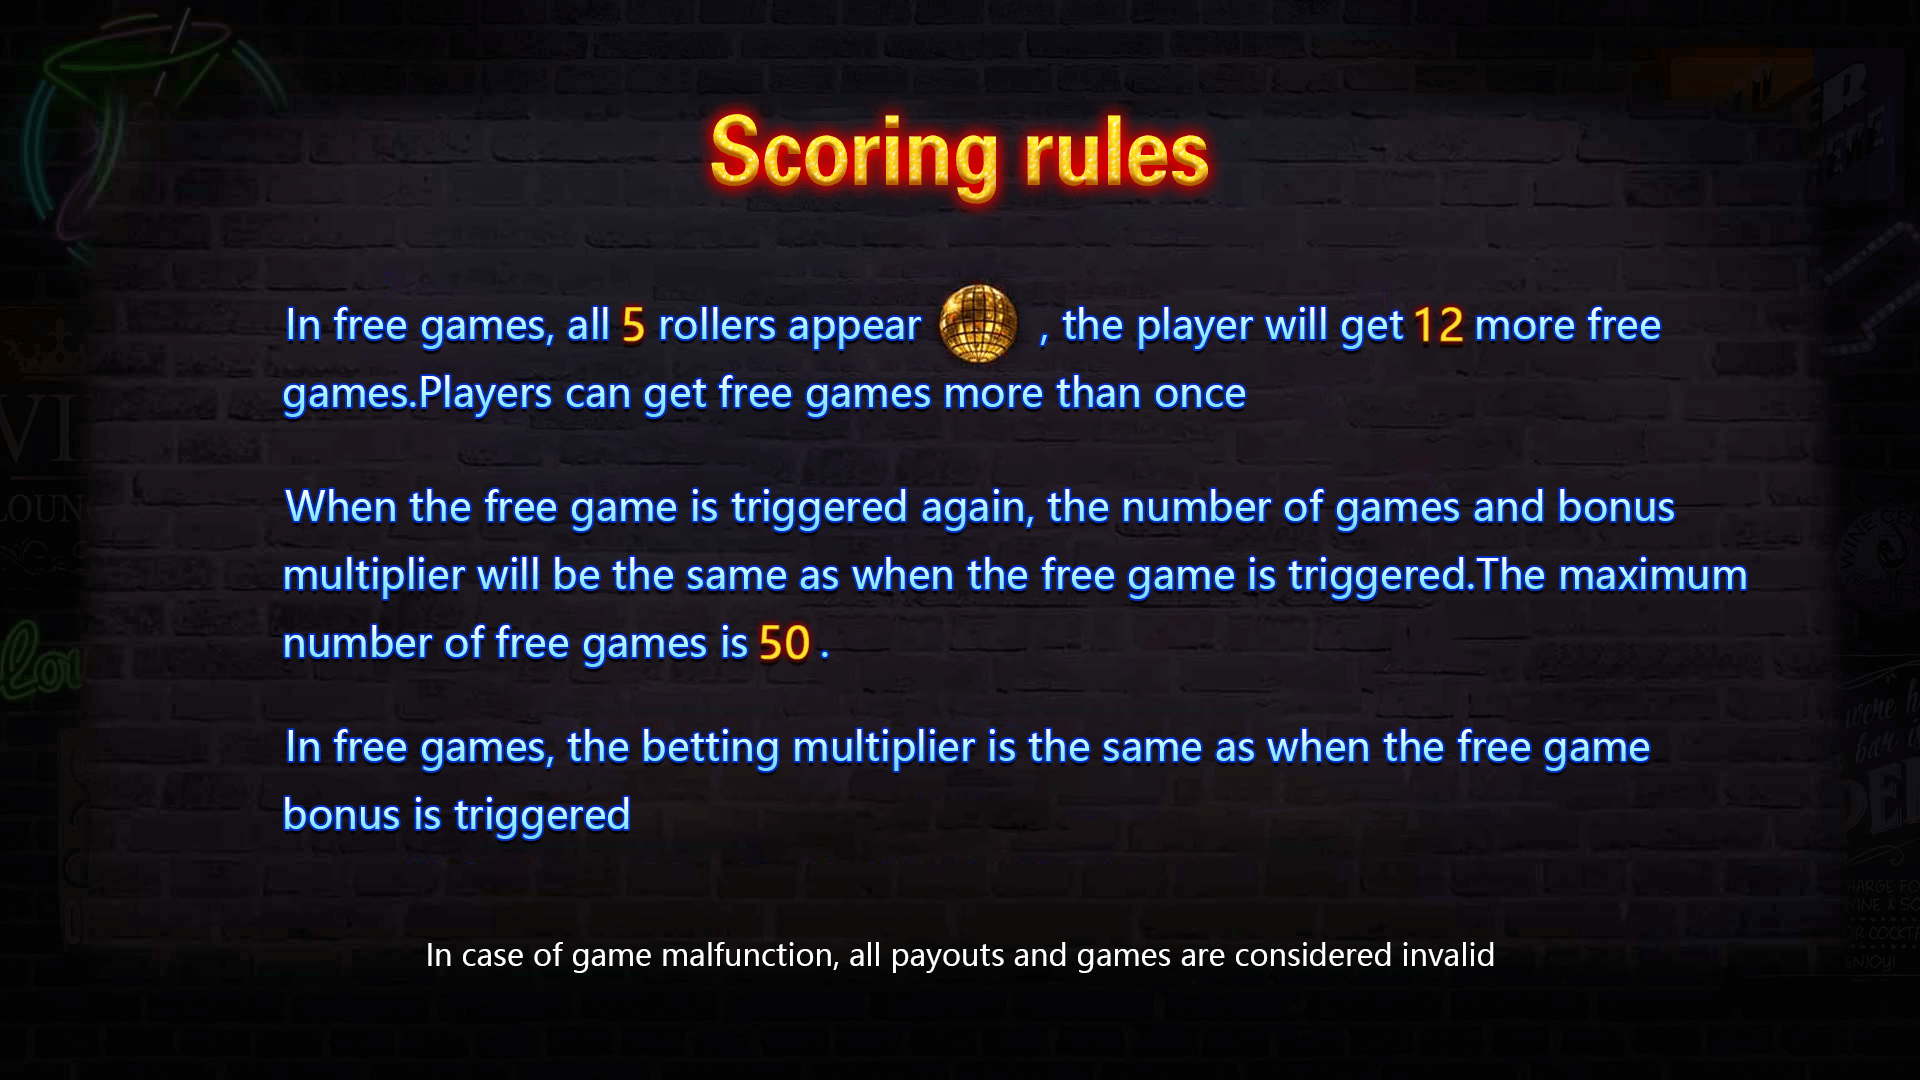 Scoring rules
In free games, all 5 rollers appear , the player will get 12 more free
games.Players can get free games more than once
When the free game is triggered again, the number of games and bonus
multiplier will be the same as when the free game is triggered.The maximum
number of free games is 50 .
In free games, the betting multiplier is the same as when the free game
bonus is triggered
In case of game malfunction, all payouts and games are considered invalid